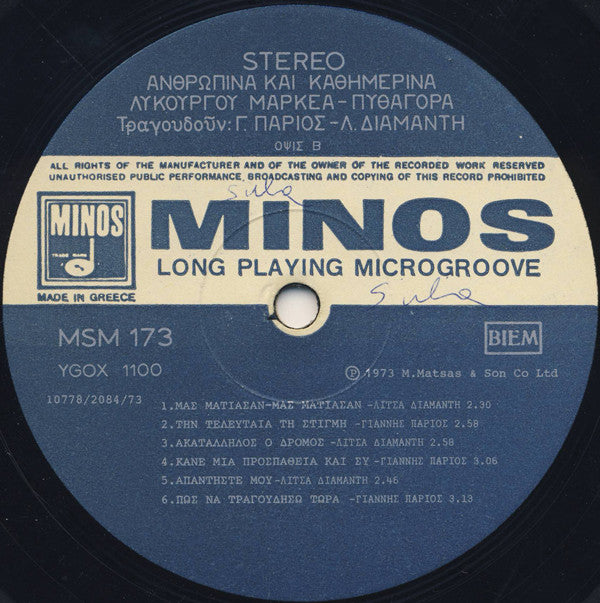 STEREO
ΑΝΘΡΩΠΙΝΑ ΚΑΙ ΚΑΘΗΜΕΡΙΝΑ
ΛΥΚΟΥΡΓΟΥ ΜΑΡΚΕΑ – ΠΥΘΑΓΟΡΑ
Τραγουδοῦν: Γ. ΠΑΡΙΟΣ – Λ. ΔΙΑΜΑΝΤΗ
ΟΨΙΣ Β
ALL RIGHTS OF THE MANUFACTURER AND OF THE OWNER OF THE RECORDED WORK RESERVED
UNAUTHORISED PUBLIC PERFORMANCE, BROADCASTING AND COPYING OF THIS RECORD PROHIBITED
MINOS
TRADE MARK
MINOS
LONG PLAYING MICROGROOVE
MADE IN GREECE
MSM 173
BIEM
YGOX 1100
Ⓟ 1973 M.Matsas & Son Co Ltd
10778/2084/73
1.ΜΑΣ ΜΑΤΙΑΣΑΝ-ΜΑΣ ΜΑΤΙΑΣΑΝ -ΛΙΤΣΑ ΔΙΑΜΑΝΤΗ 2.30
2.ΤΗΝ ΤΕΛΕΥΤΑΙΑ ΤΗ ΣΤΙΓΜΗ -ΓΙΑΝΝΗΣ ΠΑΡΙΟΣ 2.58
3.ΑΚΑΤΑΛΛΗΛΟΣ Ο ΔΡΟΜΟΣ -ΛΙΤΣΑ ΔΙΑΜΑΝΤΗ 2.58
4.ΚΑΝΕ ΜΙΑ ΠΡΟΣΠΑΘΕΙΑ ΚΑΙ ΣΥ -ΓΙΑΝΝΗΣ ΠΑΡΙΟΣ 3.06
5.ΑΠΑΝΤΗΣΤΕ ΜΟΥ -ΛΙΤΣΑ ΔΙΑΜΑΝΤΗ 2.46
6.ΠΩΣ ΝΑ ΤΡΑΓΟΥΔΗΣΩ ΤΩΡΑ -ΓΙΑΝΝΗΣ ΠΑΡΙΟΣ 3.13